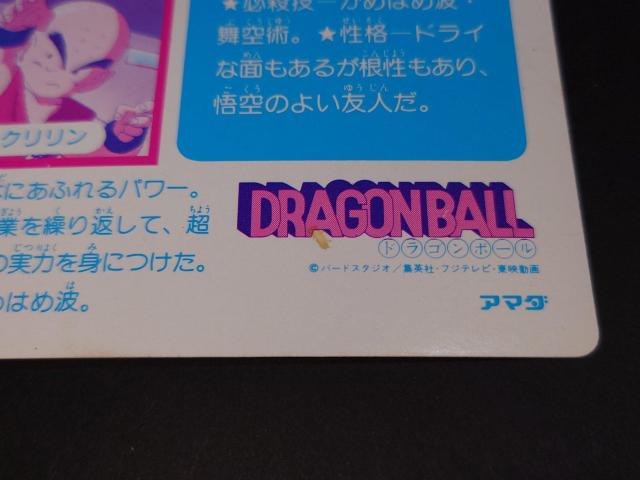 ★必殺技ーかめはめ波・
舞空術。★性格ードライ
な面もあるが根性もあり、
悟空のよい友人だ。
クリリン
にあふれるパワー。
業を繰り返して、超
の実力を身につけた。
はめ波。
DRAGON BALL
ドラゴンボール
©バードスタジオ/集英社・フジテレビ・東映動画
アマダ